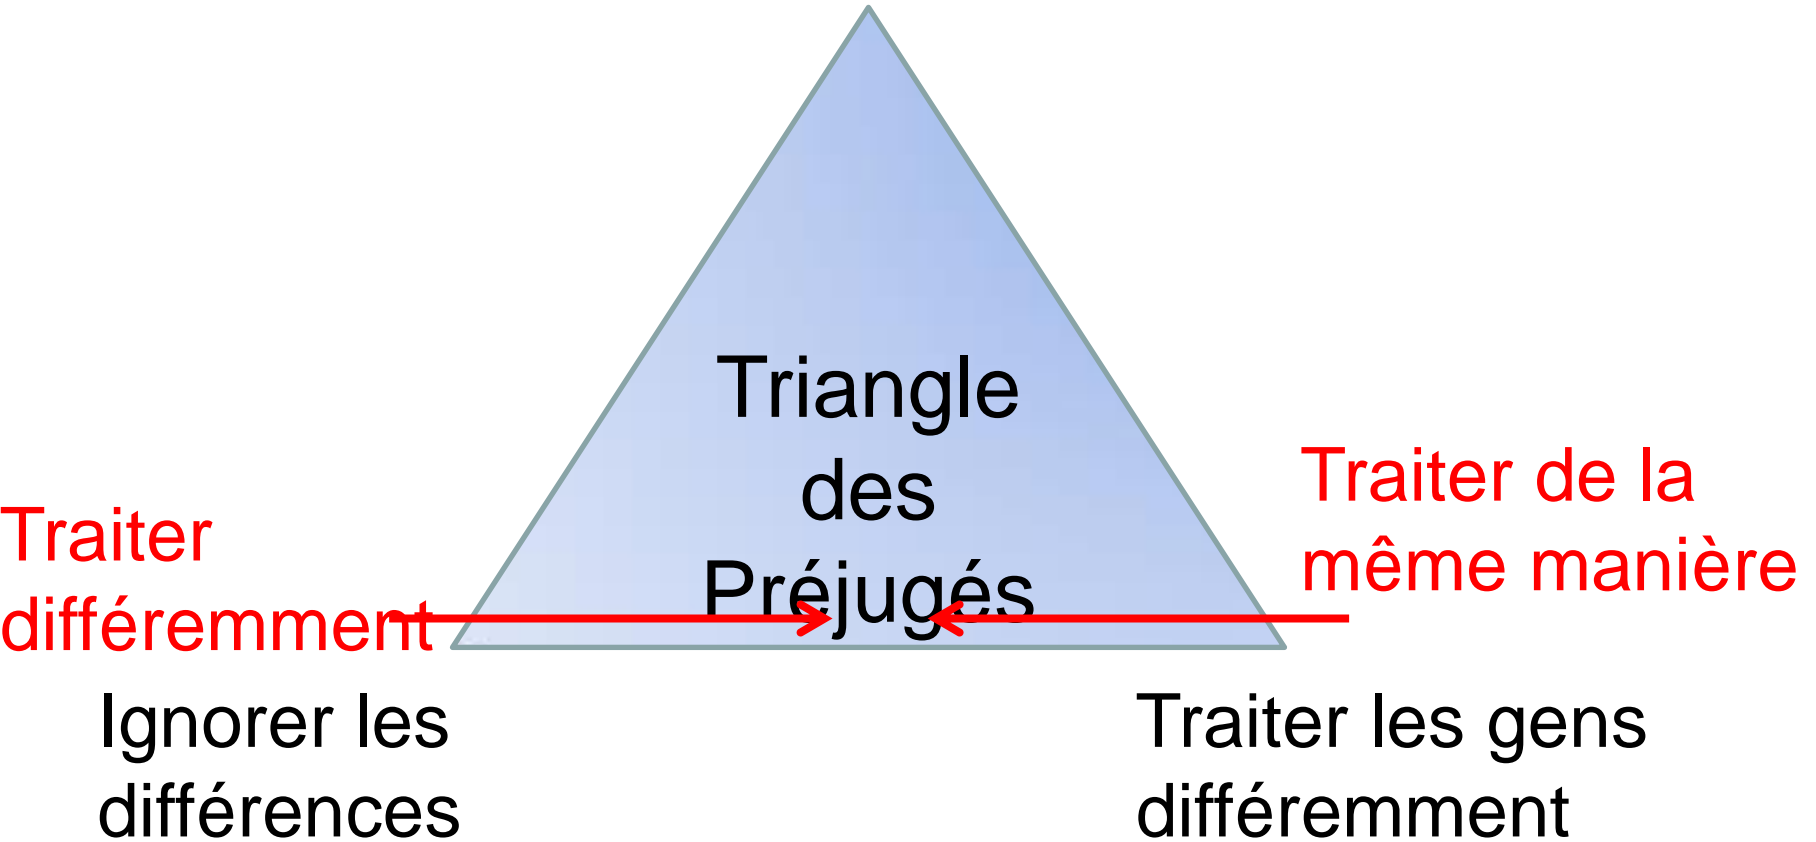 Triangle
des
Préjugés
Traiter
différemment
Traiter de la
même manière
Ignorer les
différences
Traiter les gens
différemment